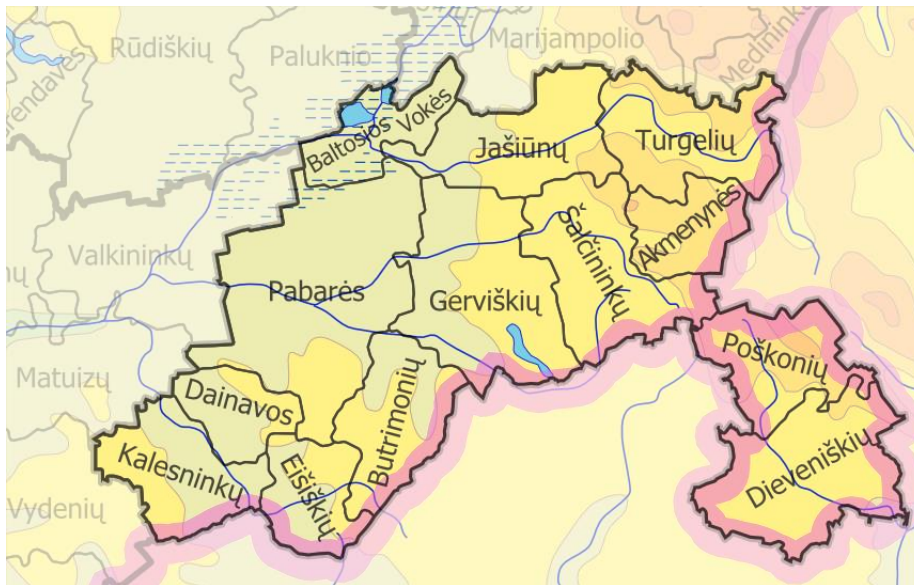 Rūdiškių
Paluknio
Marijampolio
Medininkų
Baltosios Vokės
Jašiūnų
Turgelių
Valkininkų
Pabarės
Gerviškių
Šalčininkų
Akmenynės
Matuizų
Dainavos
Butrimonių
Poškonių
Kalesninkų
Eišiškių
Dieveniškių
Vydenių